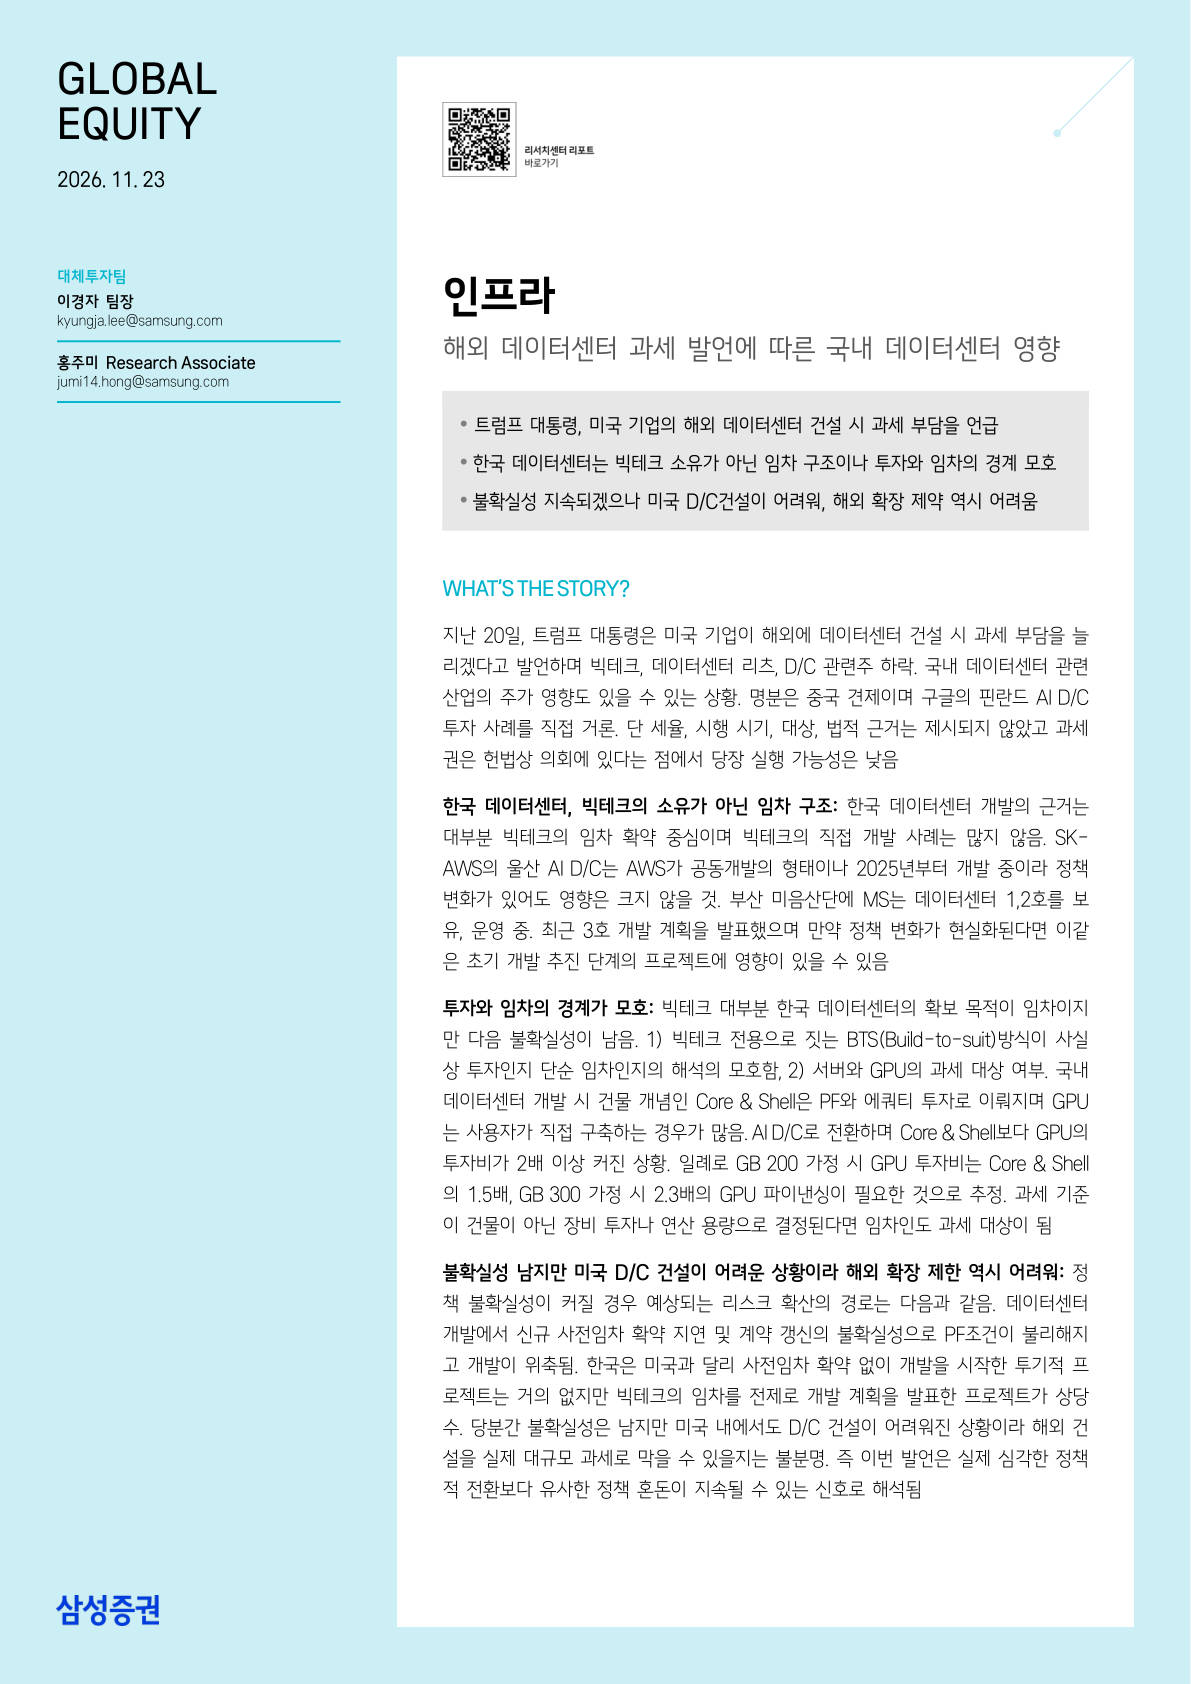 GLOBAL
EQUITY
2026. 11. 23
대체투자팀
이경자 팀장
kyungja.lee@samsung.com
홍주미 Research Associate
jumi14.hong@samsung.com
리서치센터 리포트
바로가기
인프라
해외 데이터센터 과세 발언에 따른 국내 데이터센터 영향
• 트럼프 대통령, 미국 기업의 해외 데이터센터 건설 시 과세 부담을 언급
• 한국 데이터센터는 빅테크 소유가 아닌 임차 구조이나 투자와 임차의 경계 모호
• 불확실성 지속되겠으나 미국 D/C건설이 어려워, 해외 확장 제약 역시 어려움
WHAT'S THE STORY?
지난 20일, 트럼프 대통령은 미국 기업이 해외에 데이터센터 건설 시 과세 부담을 늘
리겠다고 발언하며 빅테크, 데이터센터 리츠, D/C 관련주 하락. 국내 데이터센터 관련
산업의 주가 영향도 있을 수 있는 상황. 명분은 중국 견제이며 구글의 핀란드 AI D/C
투자 사례를 직접 거론. 단 세율, 시행 시기, 대상, 법적 근거는 제시되지 않았고 과세
권은 헌법상 의회에 있다는 점에서 당장 실행 가능성은 낮음
한국 데이터센터, 빅테크의 소유가 아닌 임차 구조: 한국 데이터센터 개발의 근거는
대부분 빅테크의 임차 확약 중심이며 빅테크의 직접 개발 사례는 많지 않음. SK-
AWS의 울산 AI D/C는 AWS가 공동개발의 형태이나 2025년부터 개발 중이라 정책
변화가 있어도 영향은 크지 않을 것. 부산 미음산단에 MS는 데이터센터 1,2호를 보
유, 운영 중. 최근 3호 개발 계획을 발표했으며 만약 정책 변화가 현실화된다면 이같
은 초기 개발 추진 단계의 프로젝트에 영향이 있을 수 있음
투자와 임차의 경계가 모호: 빅테크 대부분 한국 데이터센터의 확보 목적이 임차이지
만 다음 불확실성이 남음. 1) 빅테크 전용으로 짓는 BTS(Build-to-suit)방식이 사실
상 투자인지 단순 임차인지의 해석의 모호함, 2) 서버와 GPU의 과세 대상 여부. 국내
데이터센터 개발 시 건물 개념인 Core & Shell은 PF와 에쿼티 투자로 이뤄지며 GPU
는 사용자가 직접 구축하는 경우가 많음. AI D/C로 전환하며 Core & Shell보다 GPU의
투자비가 2배 이상 커진 상황. 일례로 GB 200 가정 시 GPU 투자비는 Core & Shell
의 1.5배, GB 300 가정 시 2.3배의 GPU 파이낸싱이 필요한 것으로 추정. 과세 기준
이 건물이 아닌 장비 투자나 연산 용량으로 결정된다면 임차인도 과세 대상이 됨
불확실성 남지만 미국 D/C 건설이 어려운 상황이라 해외 확장 제한 역시 어려워: 정
책 불확실성이 커질 경우 예상되는 리스크 확산의 경로는 다음과 같음. 데이터센터
개발에서 신규 사전임차 확약 지연 및 계약 갱신의 불확실성으로 PF조건이 불리해지
고 개발이 위축됨. 한국은 미국과 달리 사전임차 확약 없이 개발을 시작한 투기적 프
로젝트는 거의 없지만 빅테크의 임차를 전제로 개발 계획을 발표한 프로젝트가 상당
수. 당분간 불확실성은 남지만 미국 내에서도 D/C 건설이 어려워진 상황이라 해외 건
설을 실제 대규모 과세로 막을 수 있을지는 불분명. 즉 이번 발언은 실제 심각한 정책
적 전환보다 유사한 정책 혼돈이 지속될 수 있는 신호로 해석됨
삼성증권